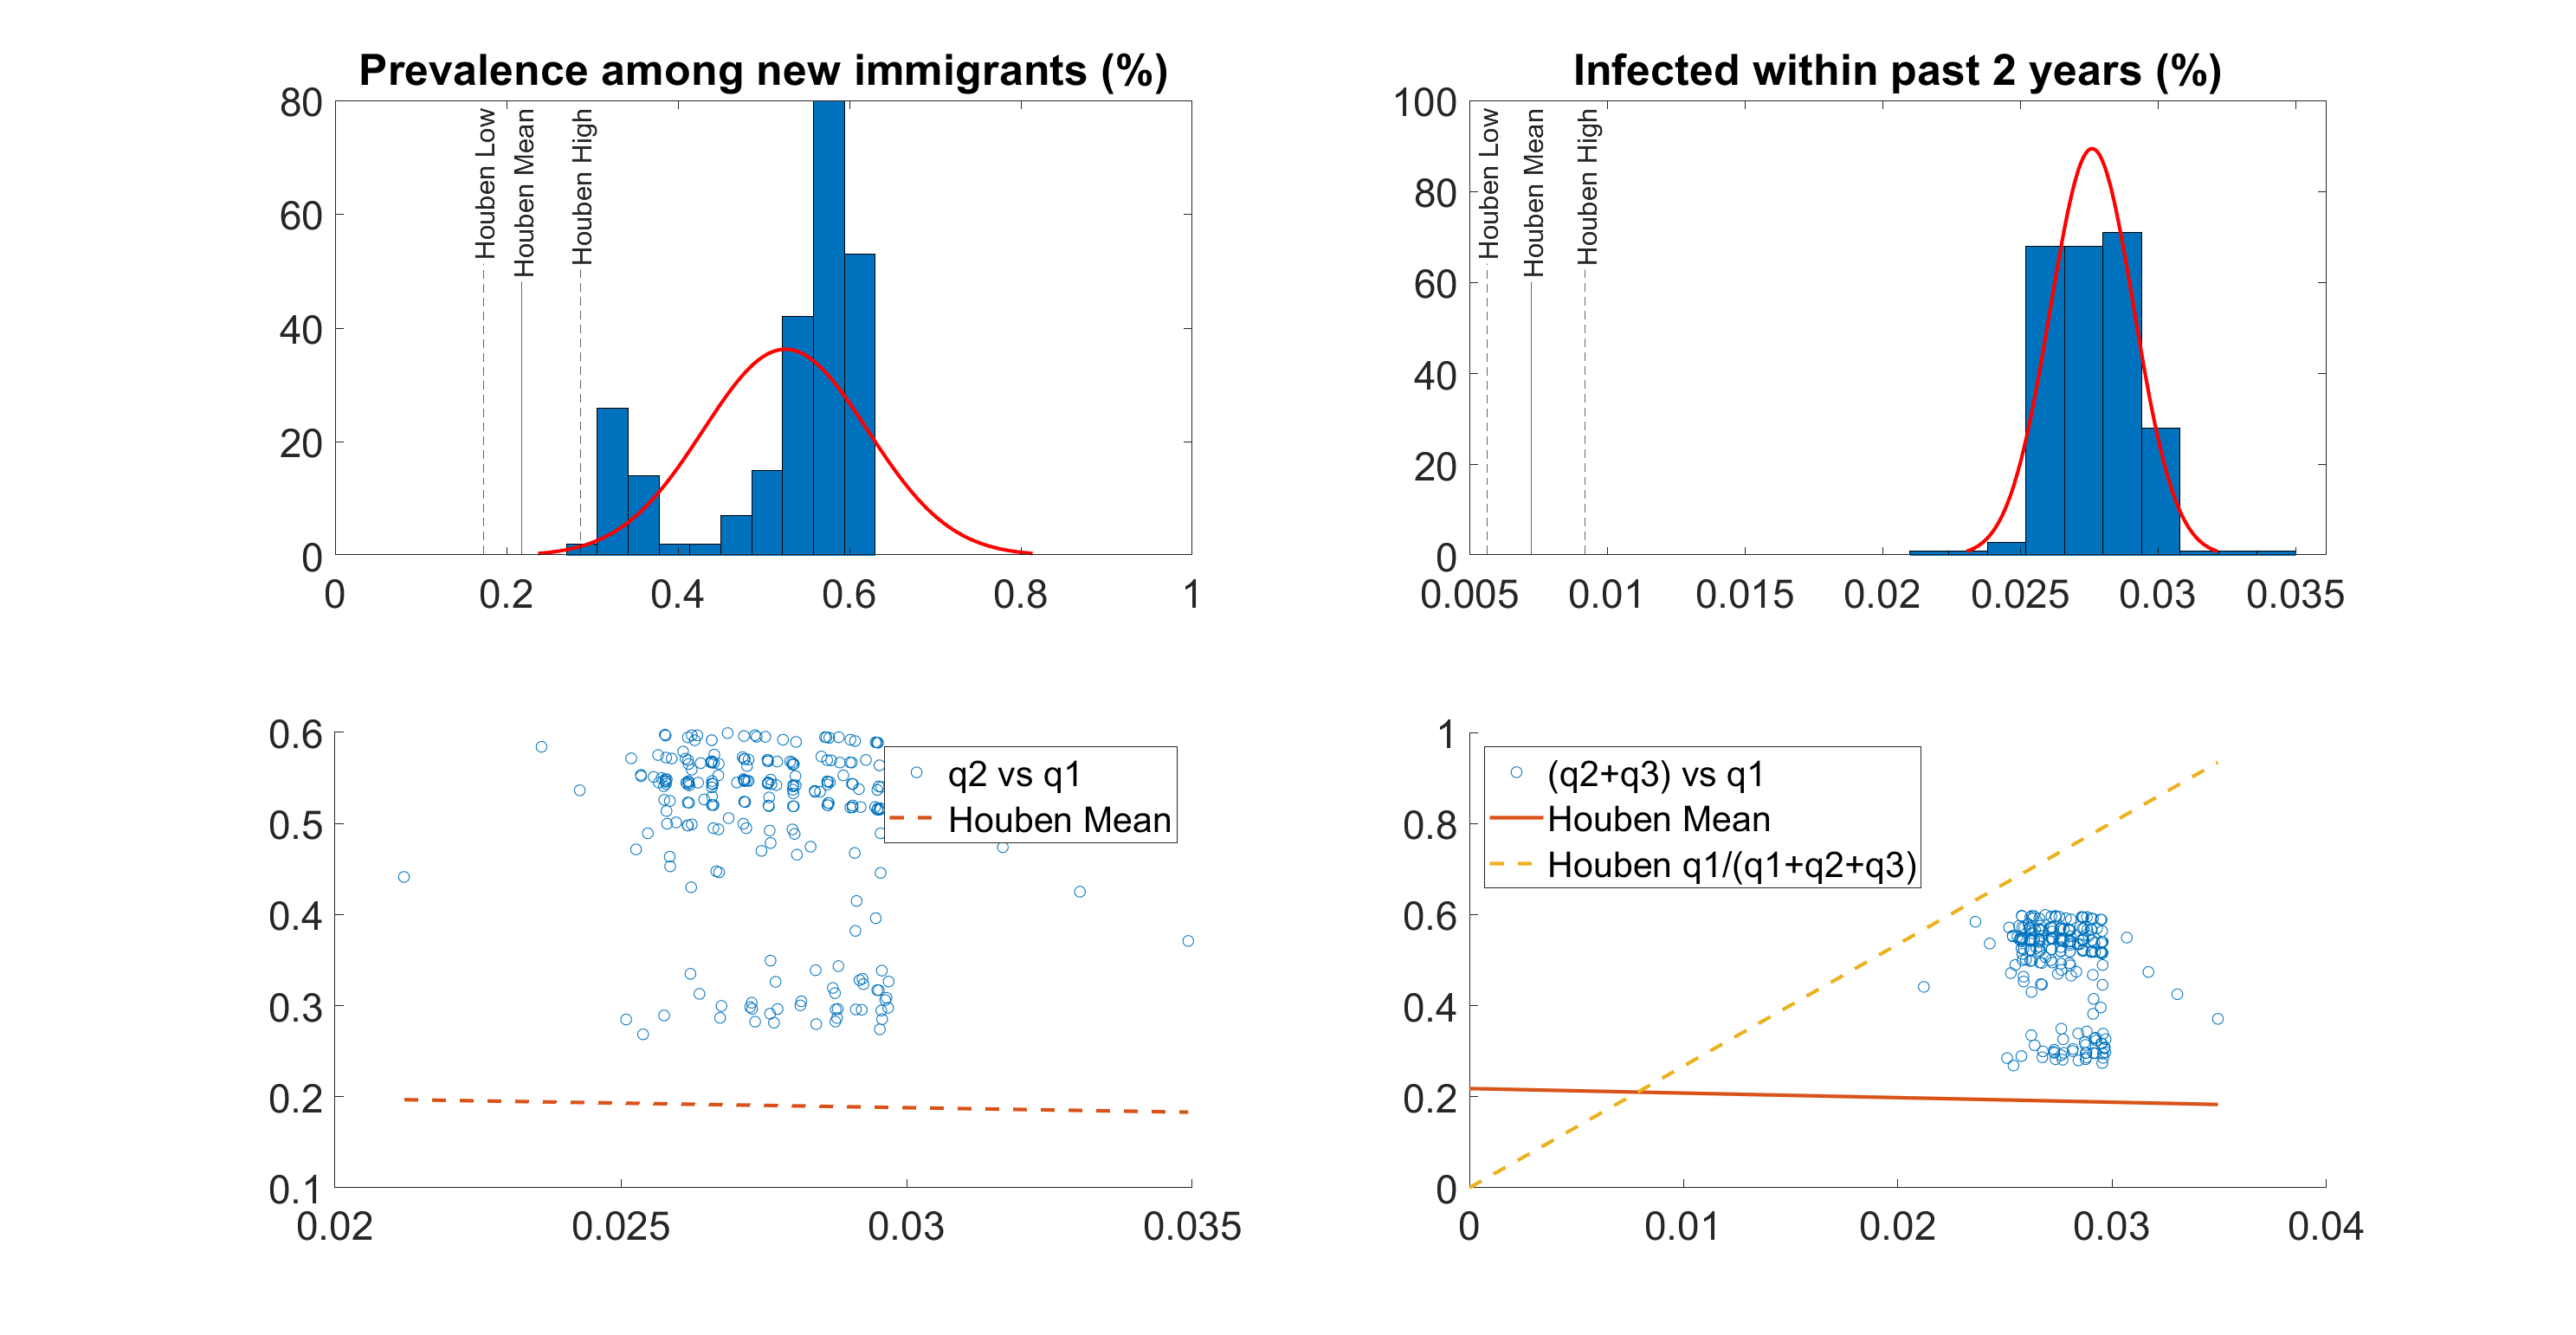 Prevalence among new immigrants (%)
80
60
40
20
0
0 0.2 0.4 0.6 0.8 1
Houben Low
Houben Mean
Houben High
Infected within past 2 years (%)
100
80
60
40
20
0
0.005 0.01 0.015 0.02 0.025 0.03 0.035
Houben Low
Houben Mean
Houben High
0.6
0.5
0.4
0.3
0.2
0.1
0.02 0.025 0.03 0.035
q2 vs q1
Houben Mean
1
0.8
0.6
0.4
0.2
0
0 0.01 0.02 0.03 0.04
(q2+q3) vs q1
Houben Mean
Houben q1/(q1+q2+q3)